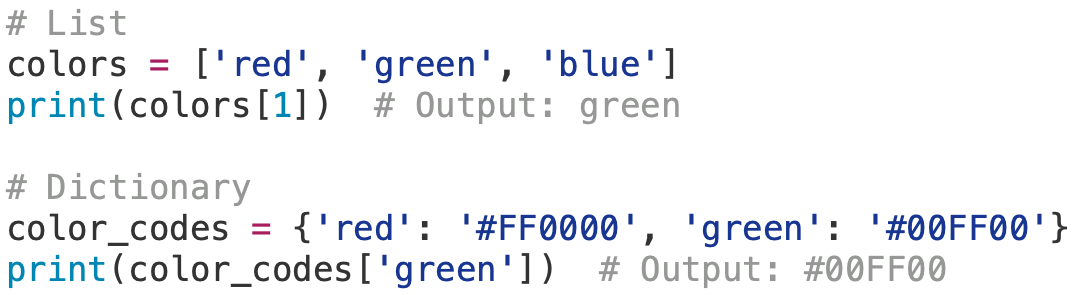 # List
colors = ['red', 'green', 'blue']
print(colors[1])  # Output: green

# Dictionary
color_codes = {'red': '#FF0000', 'green': '#00FF00'}
print(color_codes['green'])  # Output: #00FF00